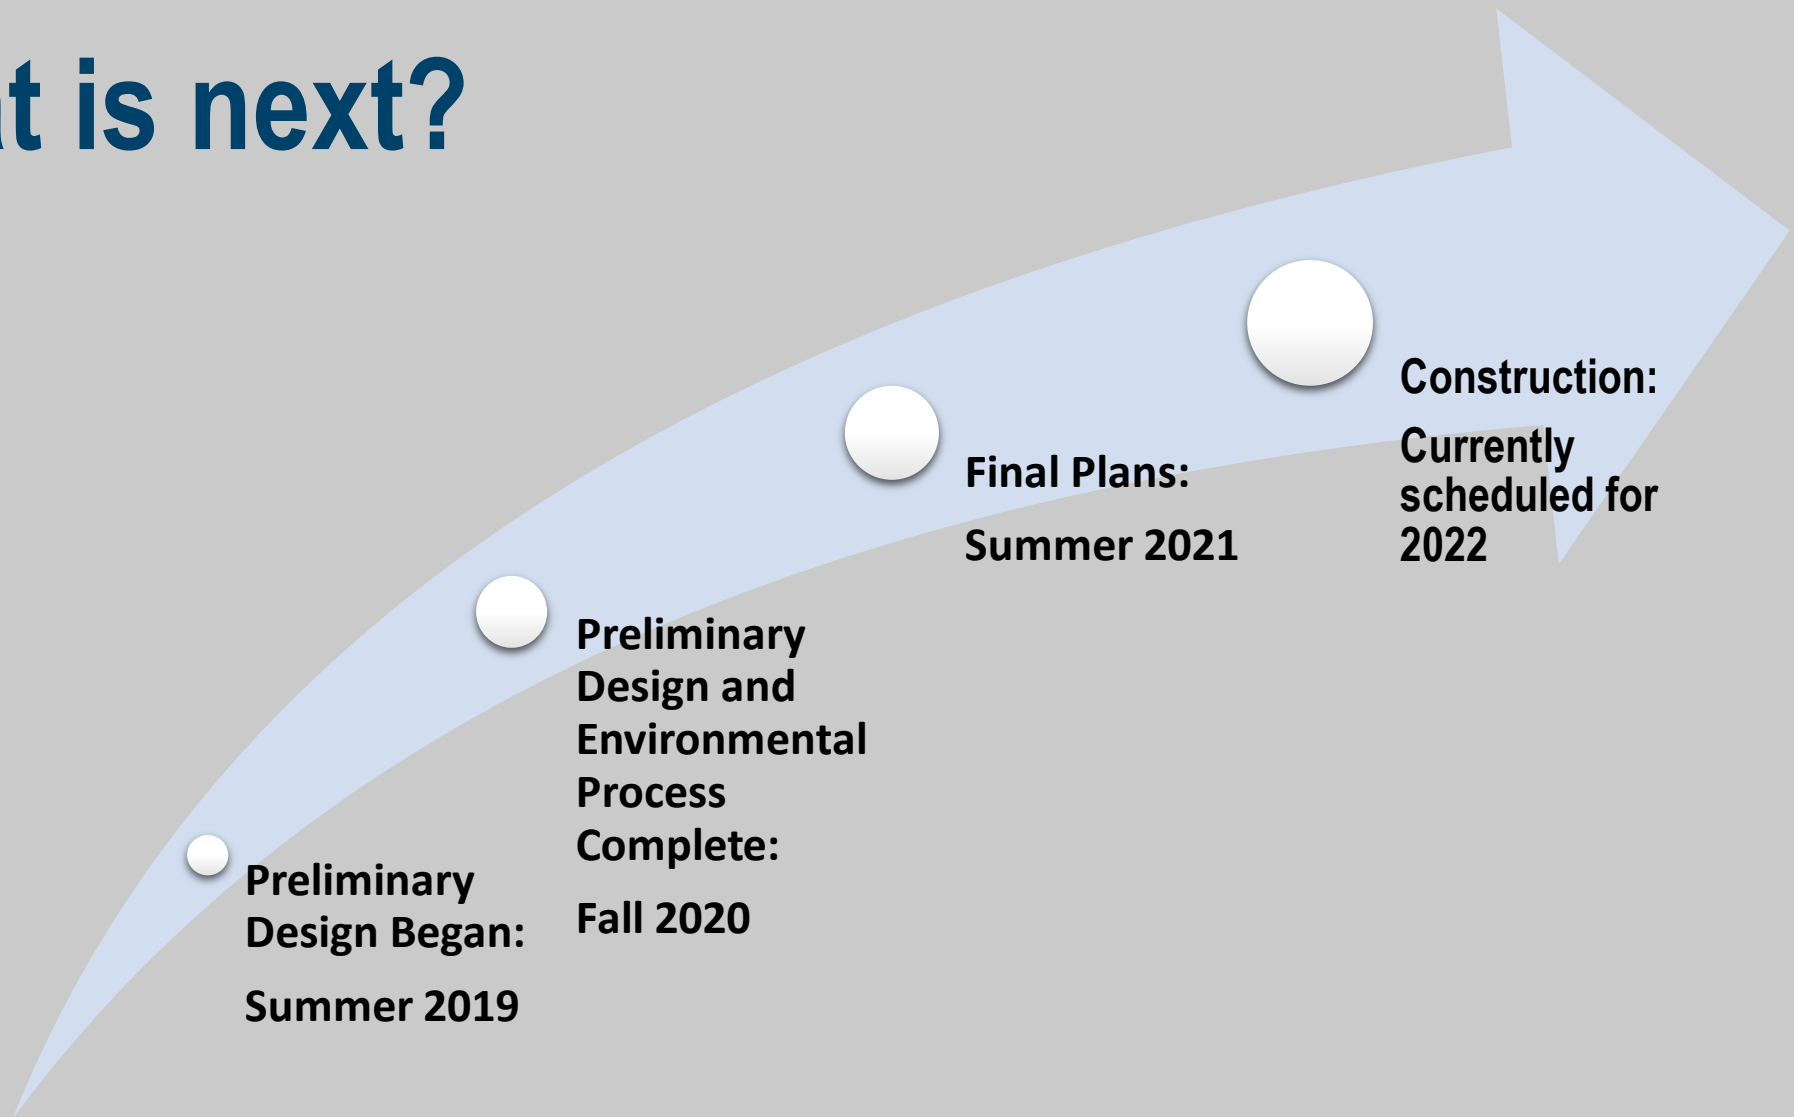 t is next?
Preliminary
Design Began:
Summer 2019
Preliminary
Design and
Environmental
Process
Complete:
Fall 2020
Final Plans:
Summer 2021
Construction:
Currently
scheduled for
2022